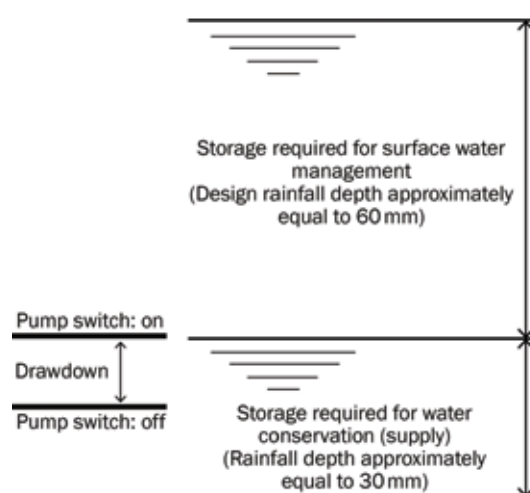 Storage required for surface water
management
(Design rainfall depth approximately
equal to 60 mm)
Pump switch: on
Drawdown
Pump switch: off
Storage required for water
conservation (supply)
(Rainfall depth approximately
equal to 30 mm)